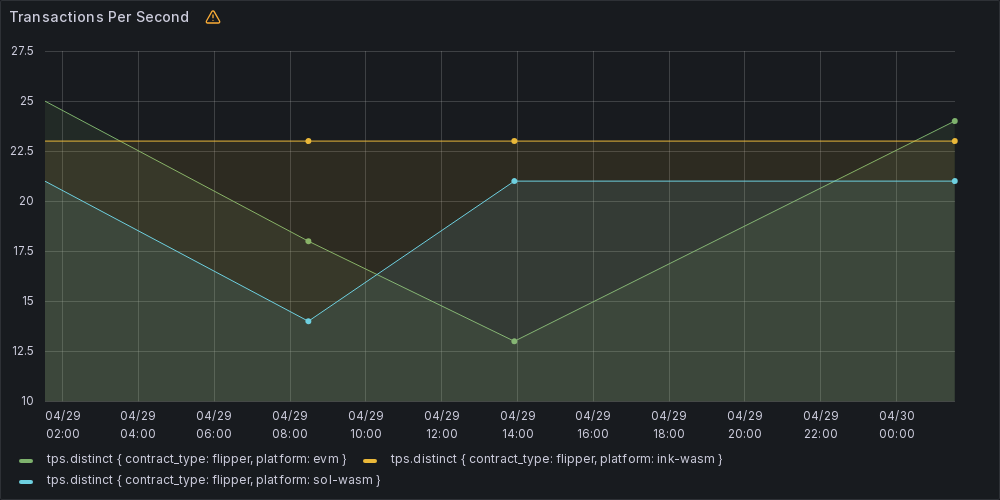 Transactions Per Second
27.5
25
22.5
20
17.5
15
12.5
10
04/29 04/29 04/29 04/29 04/29 04/29 04/29 04/29 04/29 04/29 04/29 04/30
02:00 04:00 06:00 08:00 10:00 12:00 14:00 16:00 18:00 20:00 22:00 00:00
tps.distinct { contract_type: flipper, platform: evm } tps.distinct { contract_type: flipper, platform: ink-wasm }
tps.distinct { contract_type: flipper, platform: sol-wasm }